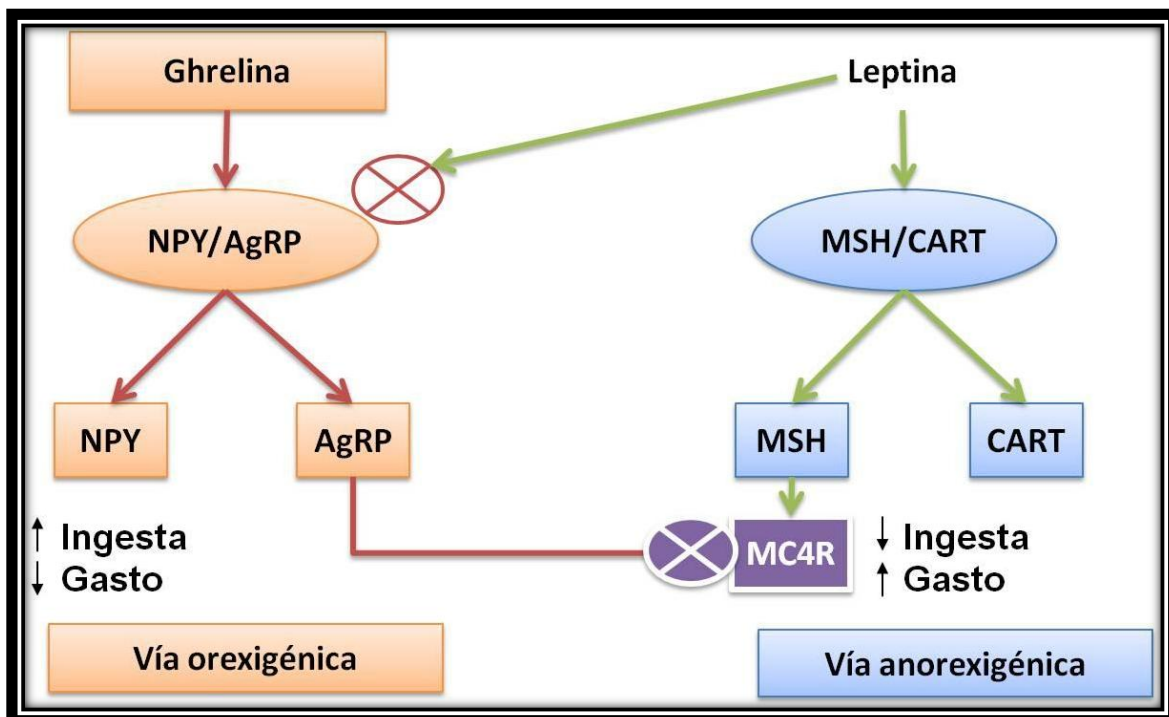 Ghrelina
Leptina
NPY/AgRP
MSH/CART
NPY
AgRP
MSH
CART
↑ Ingesta
↓ Gasto
MC4R
↓ Ingesta
↑ Gasto
Vía orexigénica
Vía anorexigénica